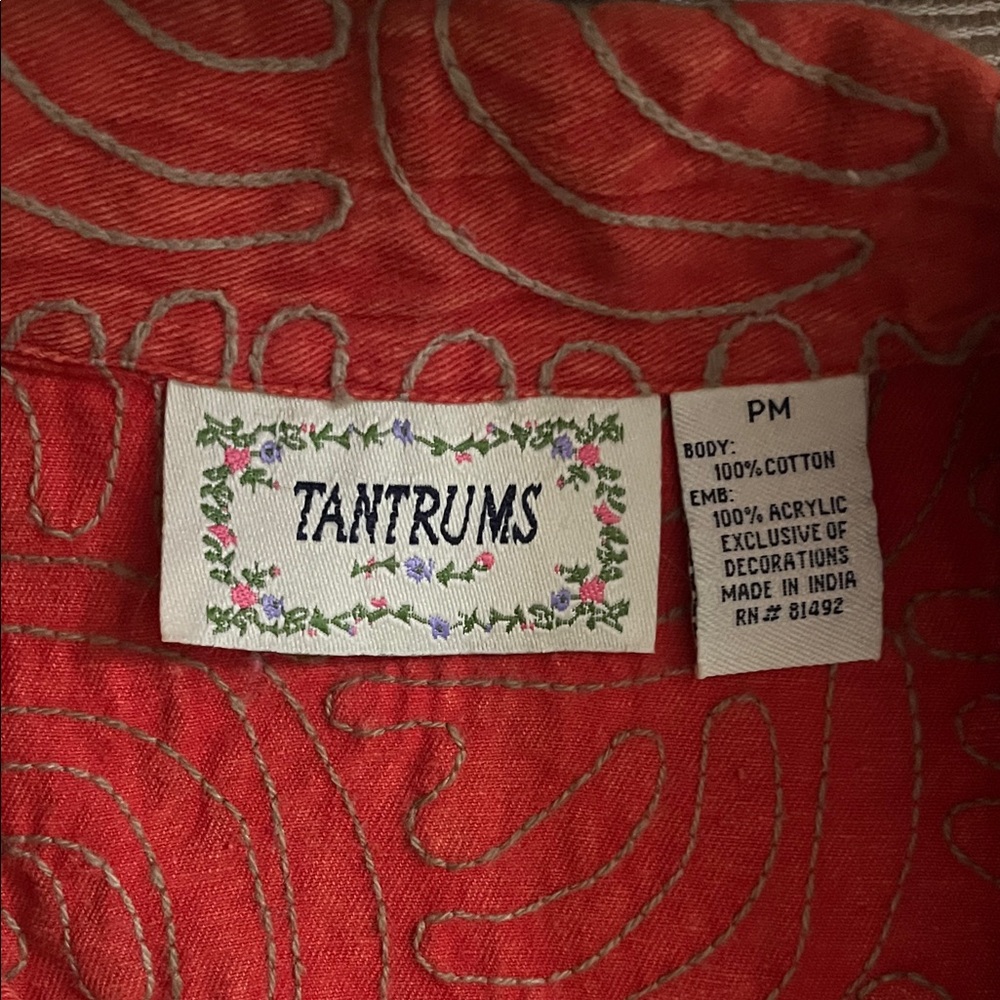 TANTRUMS
PM
BODY:
100% COTTON
EMB:
100% ACRYLIC
EXCLUSIVE OF
DECORATIONS
MADE IN INDIA
RN# 81492